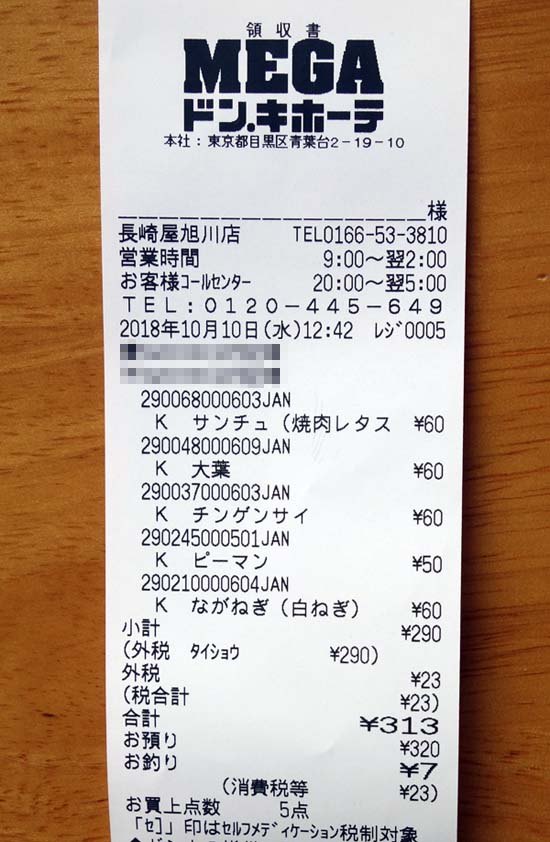 領収書
MEGA
ドン.キホーテ
本社：東京都目黒区青葉台2－19－10
様
長崎屋旭川店 TEL0166-53-3810
営業時間 9:00～翌2:00
お客様ｺｰﾙｾﾝﾀｰ 20:00～翌5:00
TEL:0120-445-649
2018年10月10日(水)12:42 ﾚｼﾞ0005
290068000603JAN
K サンチュ（焼肉レタス ¥60
290048000609JAN
K 大葉 ¥60
290037000603JAN
K チンゲンサイ ¥60
290245000501JAN
K ピーマン ¥50
290210000604JAN
K ながねぎ（白ねぎ） ¥60
小計 ¥290
(外税 ﾀｲｼｮｳ ¥290)
外税 ¥23
(税合計 ¥23)
合計 ¥313
お預り ¥320
お釣り ¥7
(消費税等 ¥23)
お買上点数 5点
「ｾ」印はｾﾙﾌﾒﾃﾞｨｹｰｼｮﾝ税制対象